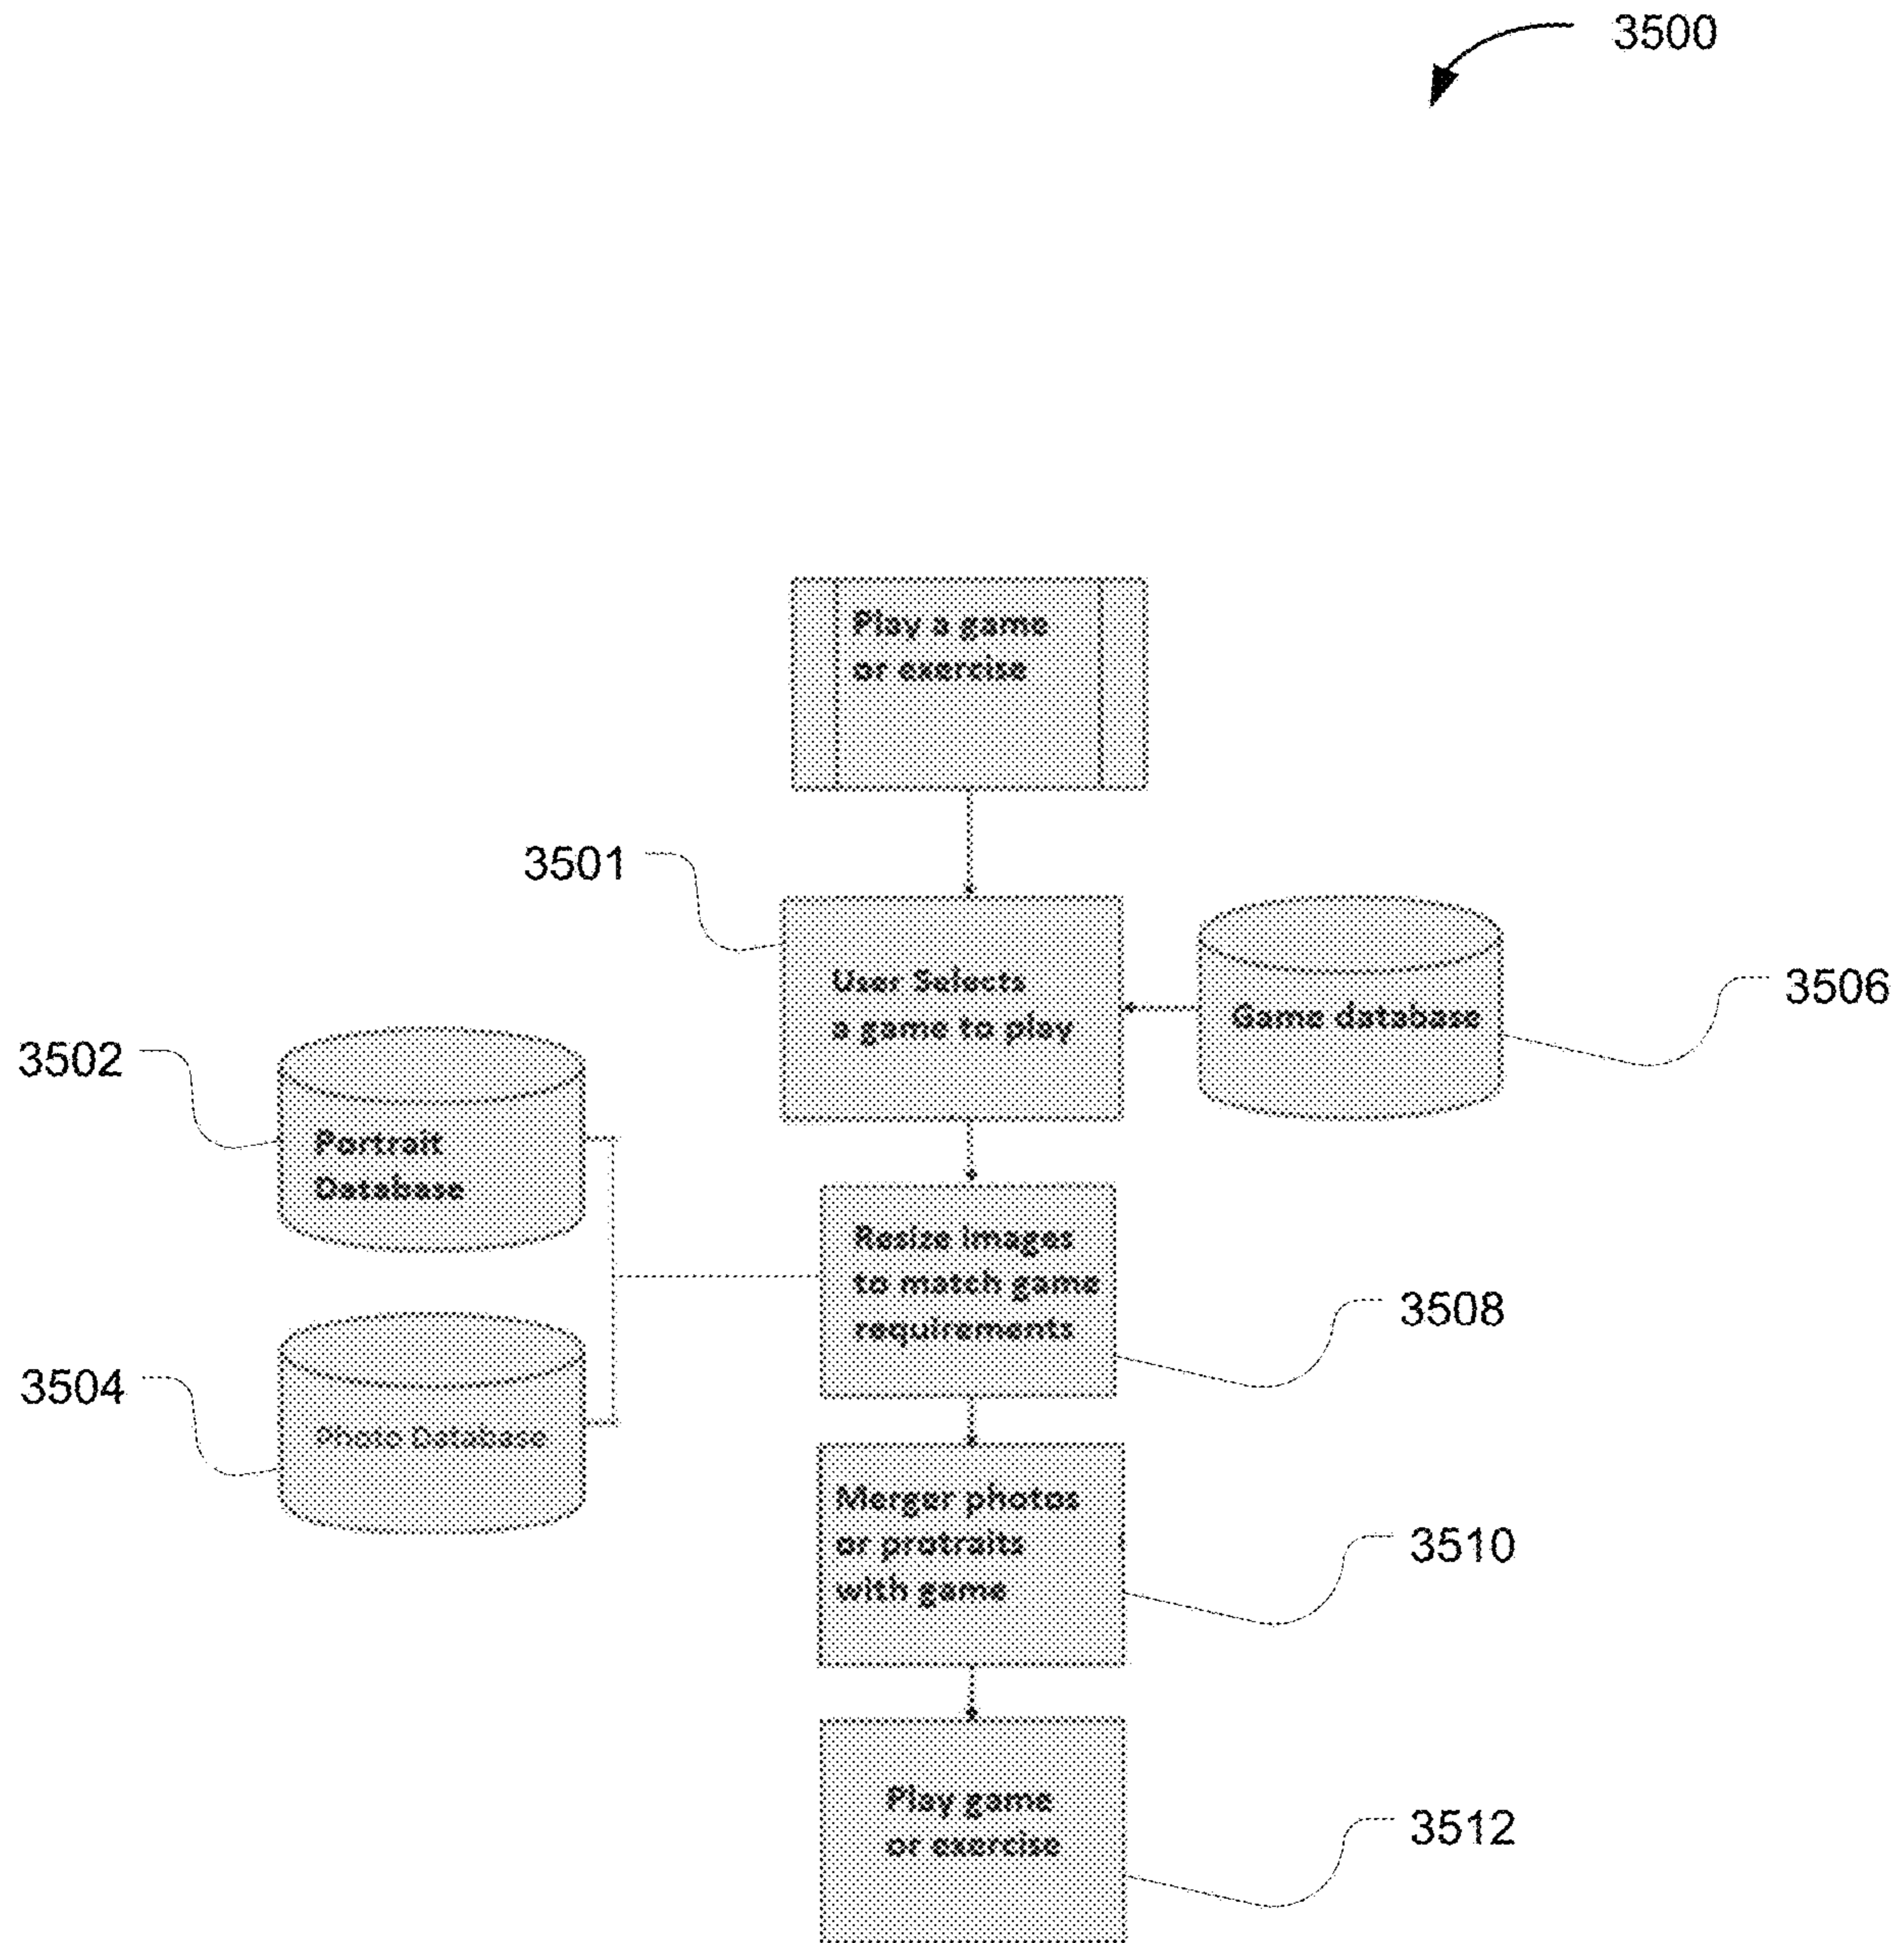 3500
Play a game
or exercise
3501
User Selects
a game to play
Game database
3506
3502
Portrait
Database
Resize images
to match game
requirements
3508
3504
Photo Database
Merger photos
or protraits
with game
3510
Play game
or exercise
3512